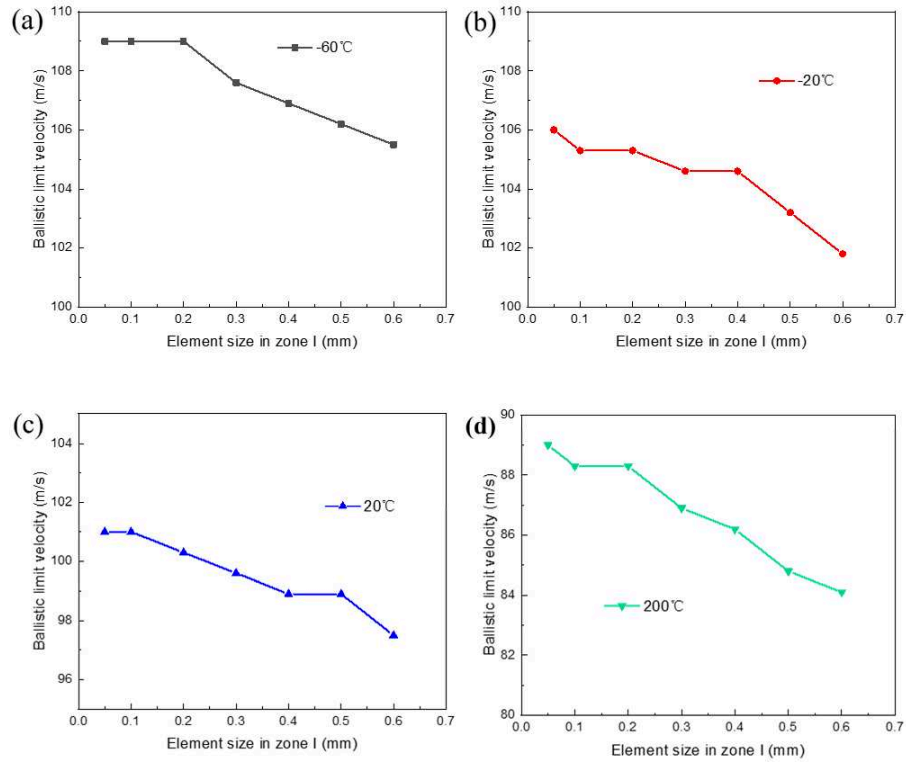 (a)
110
108
106
104
102
100
Ballistic limit velocity (m/s)
-60℃
0.0 0.1 0.2 0.3 0.4 0.5 0.6 0.7
Element size in zone I (mm)
(b)
110
108
106
104
102
100
Ballistic limit velocity (m/s)
-20℃
0.0 0.1 0.2 0.3 0.4 0.5 0.6 0.7
Element size in zone I (mm)
(c)
104
102
100
98
96
Ballistic limit velocity (m/s)
20℃
0.0 0.1 0.2 0.3 0.4 0.5 0.6 0.7
Element size in zone I (mm)
(d)
90
88
86
84
82
80
Ballistic limit velocity (m/s)
200℃
0.0 0.1 0.2 0.3 0.4 0.5 0.6 0.7
Element size in zone I (mm)